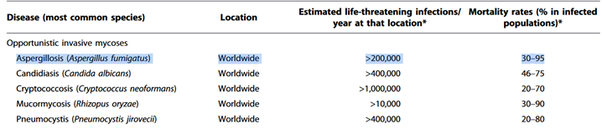 Disease (most common species) Location Estimated life-threatening infections/ Mortality rates (% in infected
year at that location* populations)*
Opportunistic invasive mycoses
Aspergillosis (Aspergillus fumigatus) Worldwide >200,000 30–95
Candidiasis (Candida albicans) Worldwide >400,000 46–75
Cryptococcosis (Cryptococcus neoformans) Worldwide >1,000,000 20–70
Mucormycosis (Rhizopus oryzae) Worldwide >10,000 30–90
Pneumocystis (Pneumocystis jirovecii) Worldwide >400,000 20–80